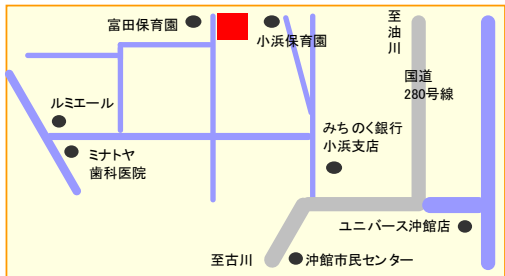 富田保育園
小浜保育園
至油川
国道
280号線
ルミエール
ミナトヤ
歯科医院
みちのく銀行
小浜支店
ユニバース沖館店
至古川
沖館市民センター